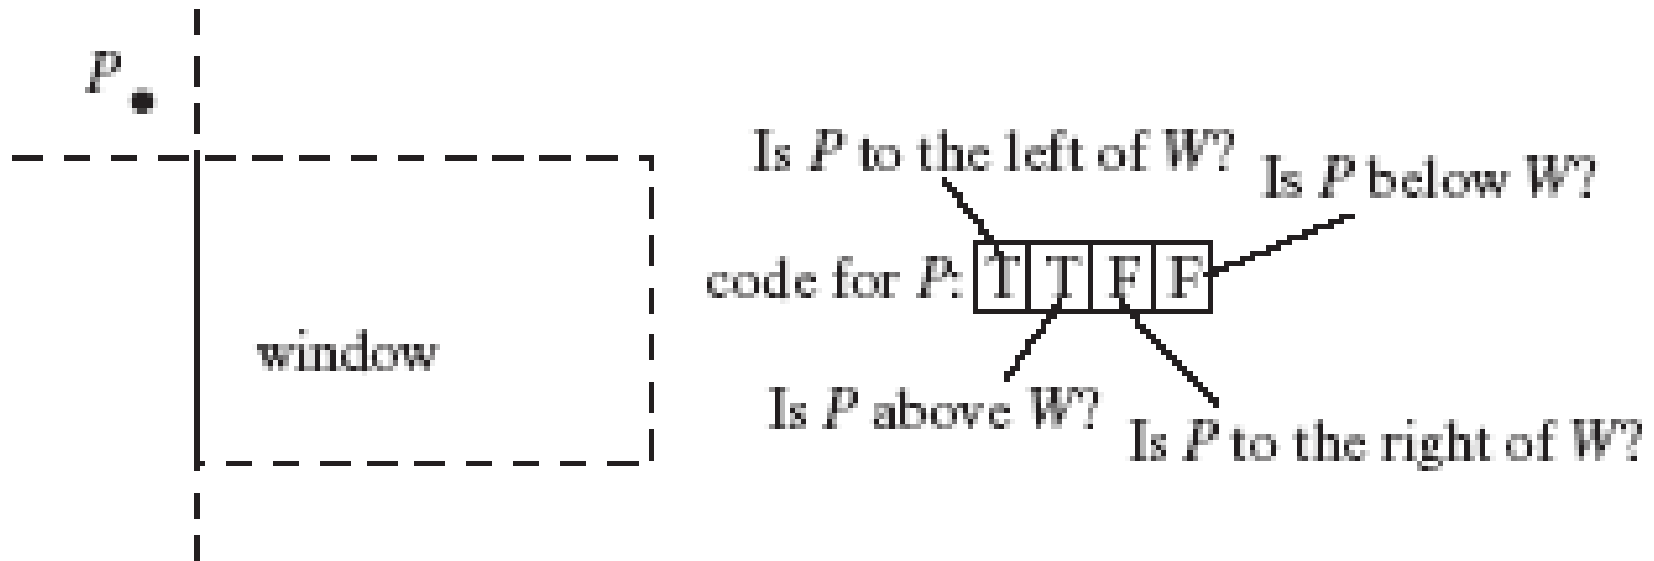 P
window
Is P to the left of W?
Is P below W?
code for P: T T F F
Is P above W?
Is P to the right of W?